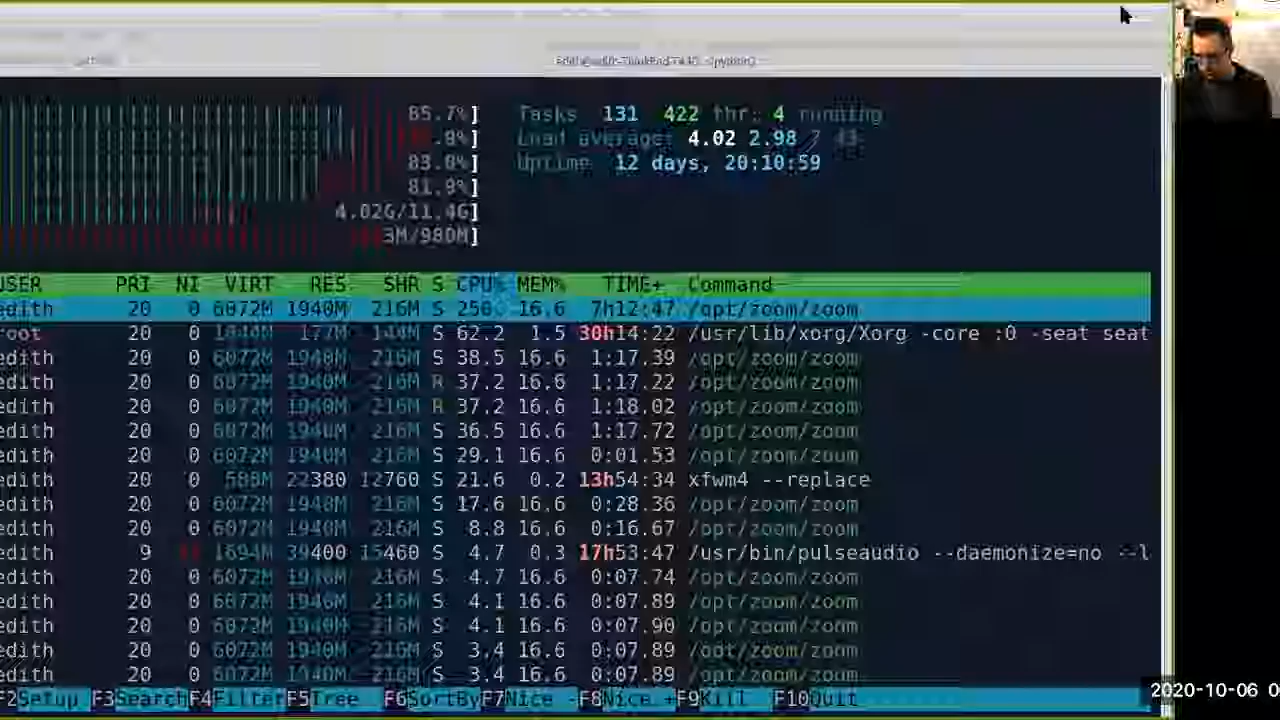 85.7%] Tasks 131 422 thr: 4 running
.8%] Load average: 4.02 2.98
83.0%] Uptime 12 days, 20:10:59
81.9%]
4.02G/11.4G]
3M/980M]
USER PRI NI VIRT RES SHR S CPU% MEM% TIME+ Command
edith 20 0 6072M 1940M 216M S 250. 16.6 7h12:47 /opt/zoom/zoom
root 20 0 177M 144M S 62.2 1.5 30h14:22 /usr/lib/xorg/Xorg -core :0 -seat seat
edith 20 0 6072M 1940M 216M S 38.5 16.6 1:17.39 /opt/zoom/zoom
edith 20 0 6072M 1940M 216M R 37.2 16.6 1:17.22 /opt/zoom/zoom
edith 20 0 6072M 1940M 216M R 37.2 16.6 1:18.02 /opt/zoom/zoom
edith 20 0 6072M 1940M 216M S 36.5 16.6 1:17.72 /opt/zoom/zoom
edith 20 0 6072M 1940M 216M S 29.1 16.6 0:01.53 /opt/zoom/zoom
edith 20 0 588M 22380 12760 S 21.6 0.2 13h54:34 xfwm4 --replace
edith 20 0 6072M 1940M 216M S 17.6 16.6 0:28.36 /opt/zoom/zoom
edith 20 0 6072M 1940M 216M S 8.8 16.6 0:16.67 /opt/zoom/zoom
edith 9 1694M 39400 15460 S 4.7 0.3 17h53:47 /usr/bin/pulseaudio --daemonize=no --l
edith 20 0 6072M 1940M 216M S 4.7 16.6 0:07.74 /opt/zoom/zoom
edith 20 0 6072M 1940M 216M S 4.1 16.6 0:07.89 /opt/zoom/zoom
edith 20 0 6072M 1940M 216M S 4.1 16.6 0:07.90 /opt/zoom/zoom
edith 20 0 6072M 1940M 216M S 3.4 16.6 0:07.89 /opt/zoom/zoom
edith 20 0 6072M 1940M 216M S 3.4 16.6 0:07.89 /opt/zoom/zoom
F2Setup F3SearchF4FilterF5Tree F6SortByF7Nice -F8Nice +F9Kill F10Quit
2020-10-06 0